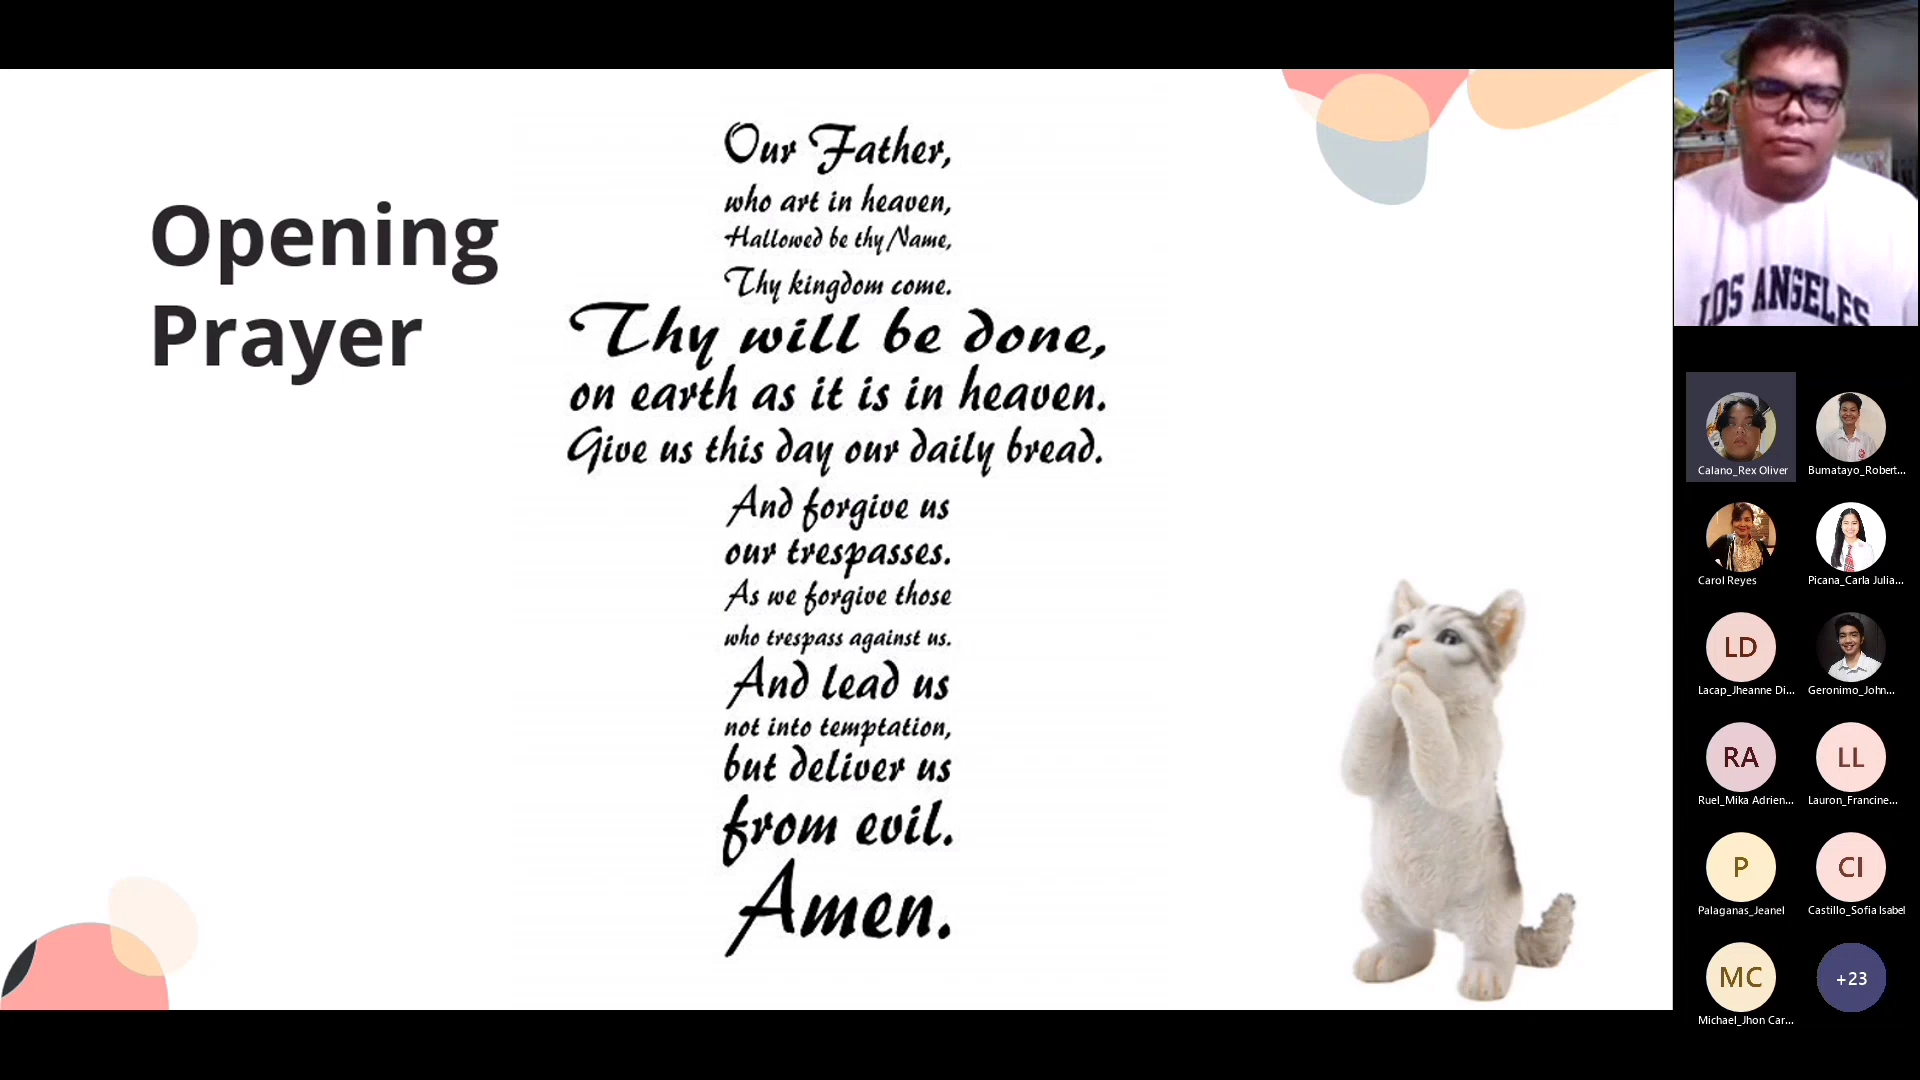 Opening
Prayer
Our Father,
who art in heaven,
Hallowed be thy Name,
Thy kingdom come.
Thy will be done,
on earth as it is in heaven.
Give us this day our daily bread.
And forgive us
our trespasses.
As we forgive those
who trespass against us.
And lead us
not into temptation,
but deliver us
from evil.
Amen.
LOS ANGELES
Calano_Rex Oliver
Bumatayo_Robert...
Carol Reyes
Picana_Carla Julia...
LD
Lacap_Jheanne Di...
Geronimo_John...
RA
Ruel_Mika Adrien...
LL
Lauron_Francine...
P
Palaganas_Jeanel
CI
Castillo_Sofia Isabel
MC
Michael_Jhon Car...
+23